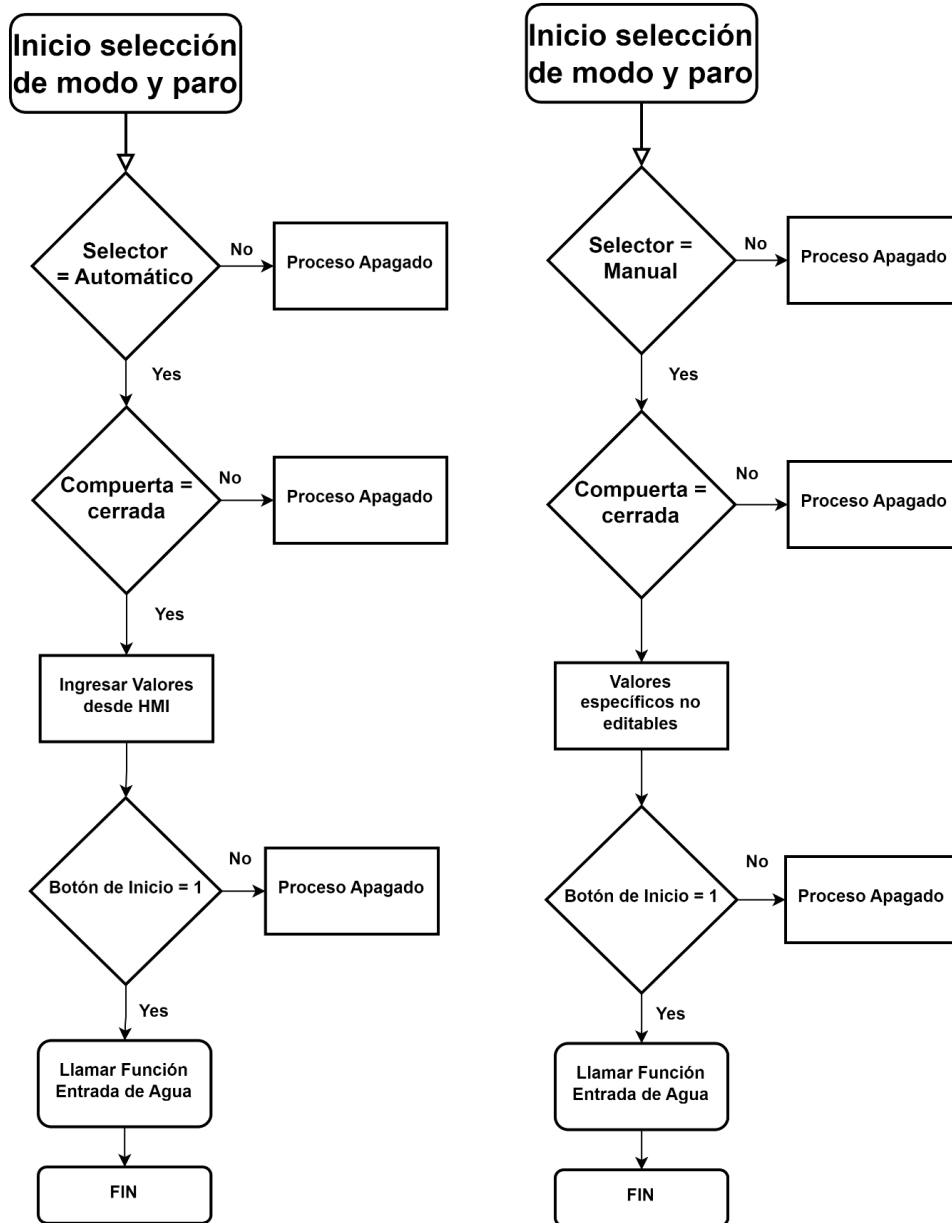 Inicio selección
de modo y paro
Selector
= Automático
No
Proceso Apagado
Yes
Compuerta =
cerrada
No
Proceso Apagado
Yes
Ingresar Valores
desde HMI
Botón de Inicio = 1
No
Proceso Apagado
Yes
Llamar Función
Entrada de Agua
FIN
Inicio selección
de modo y paro
Selector =
Manual
No
Proceso Apagado
Yes
Compuerta =
cerrada
No
Proceso Apagado
Valores
específicos no
editables
Botón de Inicio = 1
No
Proceso Apagado
Yes
Llamar Función
Entrada de Agua
FIN